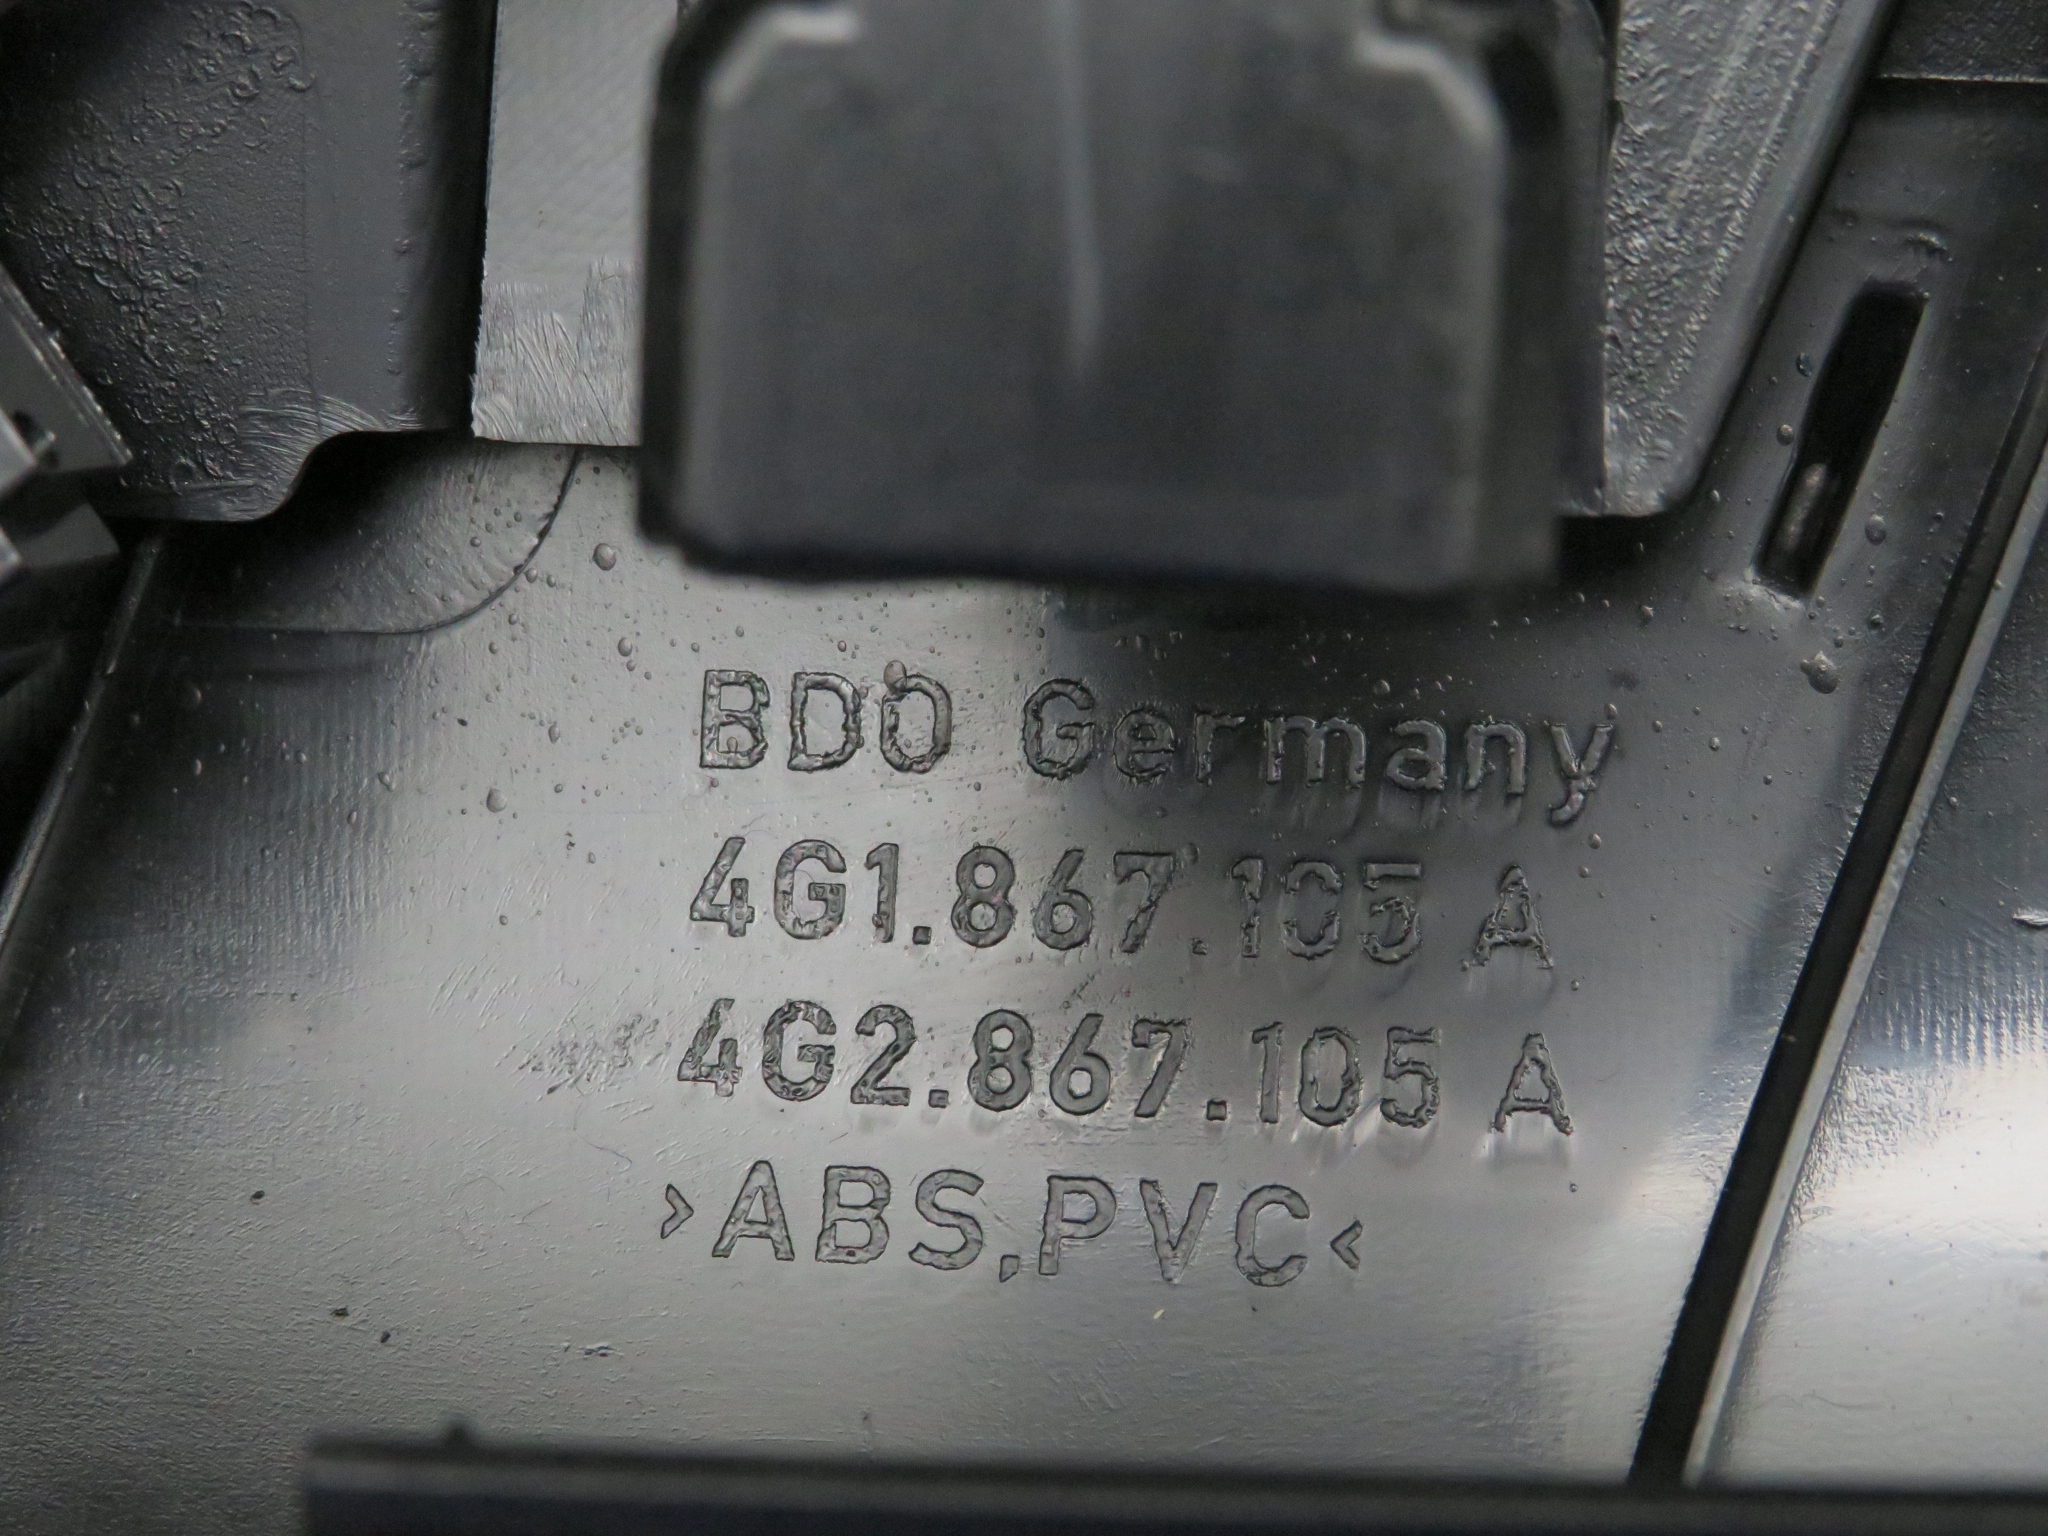 BDO Germany
4G1.867.105 A
4G2.867.105 A
>ABS,PVC<